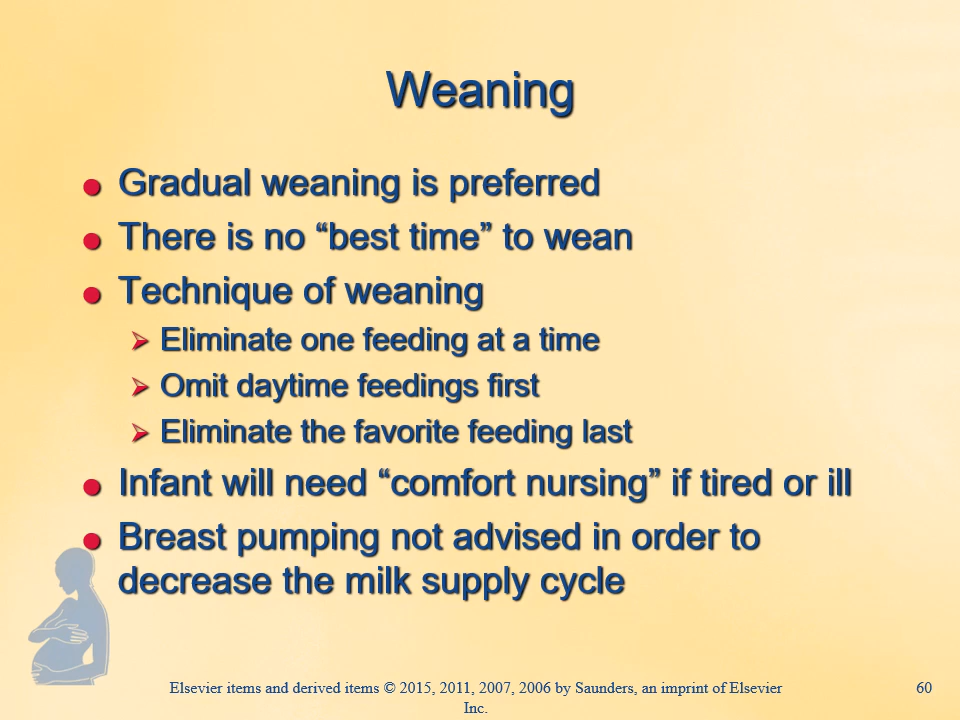 Weaning
Gradual weaning is preferred
There is no “best time” to wean
Technique of weaning
Eliminate one feeding at a time
Omit daytime feedings first
Eliminate the favorite feeding last
Infant will need “comfort nursing” if tired or ill
Breast pumping not advised in order to
decrease the milk supply cycle
Elsevier items and derived items © 2015, 2011, 2007, 2006 by Saunders, an imprint of Elsevier
Inc.
60